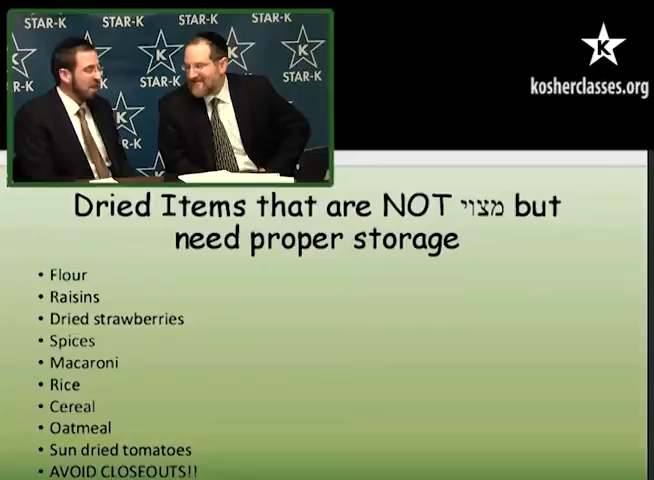 STAR-K STAR-K STAR-K STAR-K
K K K K
R-K STAR-K STAR-K
K
R-K
K
kosherclasses.org
Dried Items that are NOT מצוי but
need proper storage
• Flour
• Raisins
• Dried strawberries
• Spices
• Macaroni
• Rice
• Cereal
• Oatmeal
• Sun dried tomatoes
• AVOID CLOSEOUTS!!